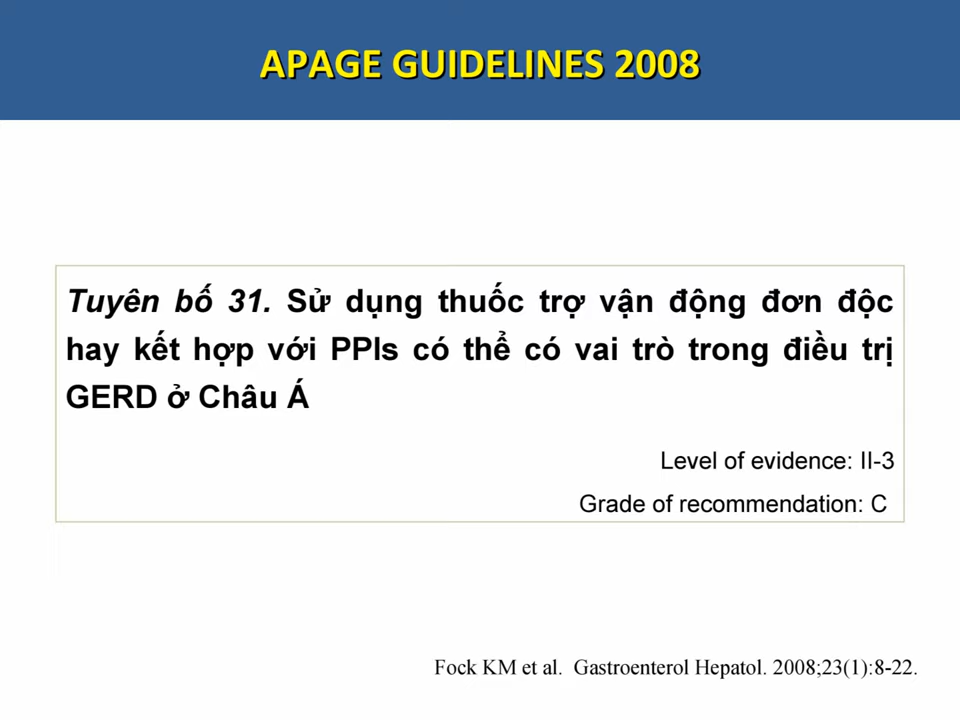 APAGE GUIDELINES 2008
Tuyên bố 31. Sử dụng thuốc trợ vận động đơn độc
hay kết hợp với PPIs có thể có vai trò trong điều trị
GERD ở Châu Á
Level of evidence: II-3
Grade of recommendation: C
Fock KM et al. Gastroenterol Hepatol. 2008;23(1):8-22.